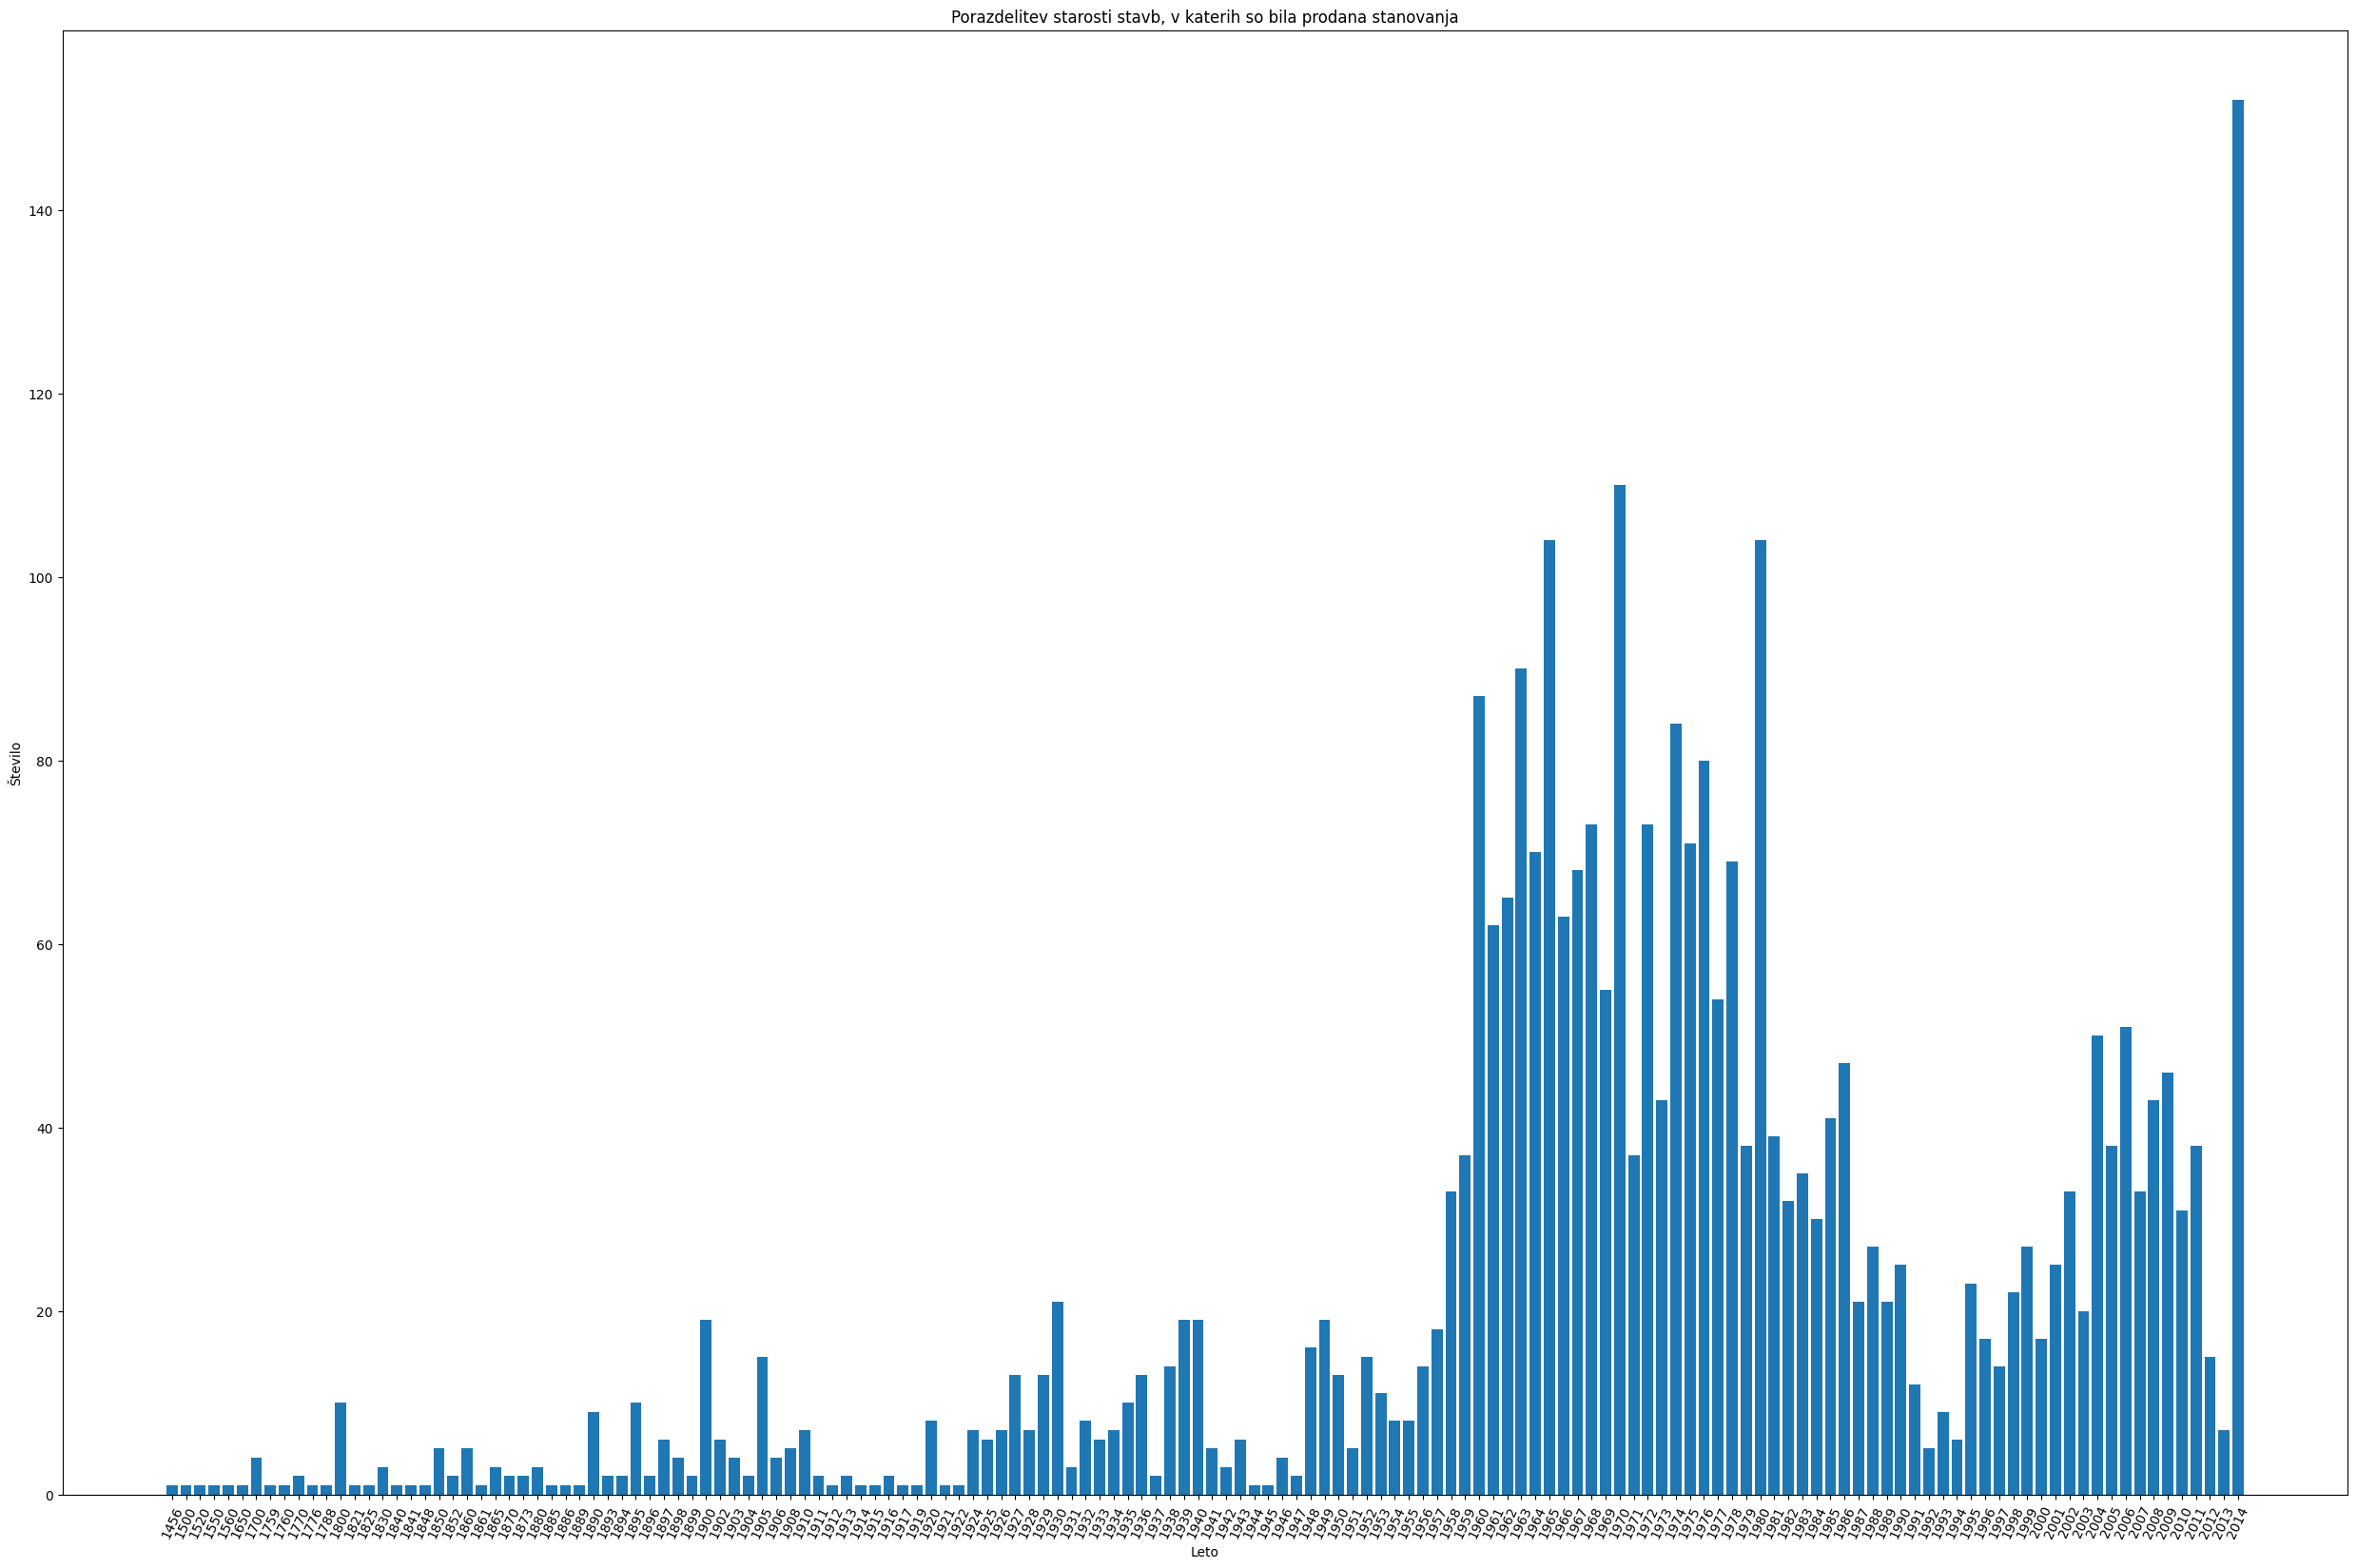 Porazdelitev starosti stavb, v katerih so bila prodana stanovanja
Število
140
120
100
80
60
40
20
0
1456 1500 1520 1550 1560 1650 1700 1759 1760 1770 1776 1788 1800 1821 1825 1830 1840 1841 1848 1850 1852 1860 1861 1865 1870 1873 1880 1885 1886 1889 1890 1893 1894 1895 1896 1897 1898 1899 1900 1902 1903 1904 1905 1906 1908 1910 1911 1912 1913 1914 1915 1916 1917 1919 1920 1921 1922 1924 1925 1926 1927 1928 1929 1930 1931 1932 1933 1934 1935 1936 1937 1938 1939 1940 1941 1942 1943 1944 1945 1946 1947 1948 1949 1950 1951 1952 1953 1954 1955 1956 1957 1958 1959 1960 1961 1962 1963 1964 1965 1966 1967 1968 1969 1970 1971 1972 1973 1974 1975 1976 1977 1978 1979 1980 1981 1982 1983 1984 1985 1986 1987 1988 1989 1990 1991 1992 1993 1994 1995 1996 1997 1998 1999 2000 2001 2002 2003 2004 2005 2006 2007 2008 2009 2010 2011 2012 2013 2014
Leto